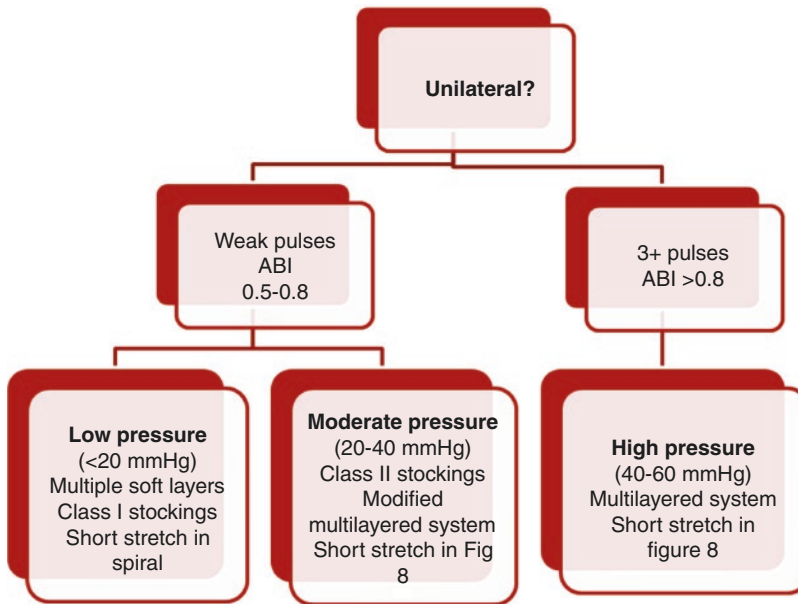 Unilateral?
Weak pulses
ABI
0.5-0.8
3+ pulses
ABI >0.8
Low pressure
(<20 mmHg)
Multiple soft layers
Class I stockings
Short stretch in
spiral
Moderate pressure
(20-40 mmHg)
Class II stockings
Modified
multilayered system
Short stretch in Fig
8
High pressure
(40-60 mmHg)
Multilayered system
Short stretch in
figure 8